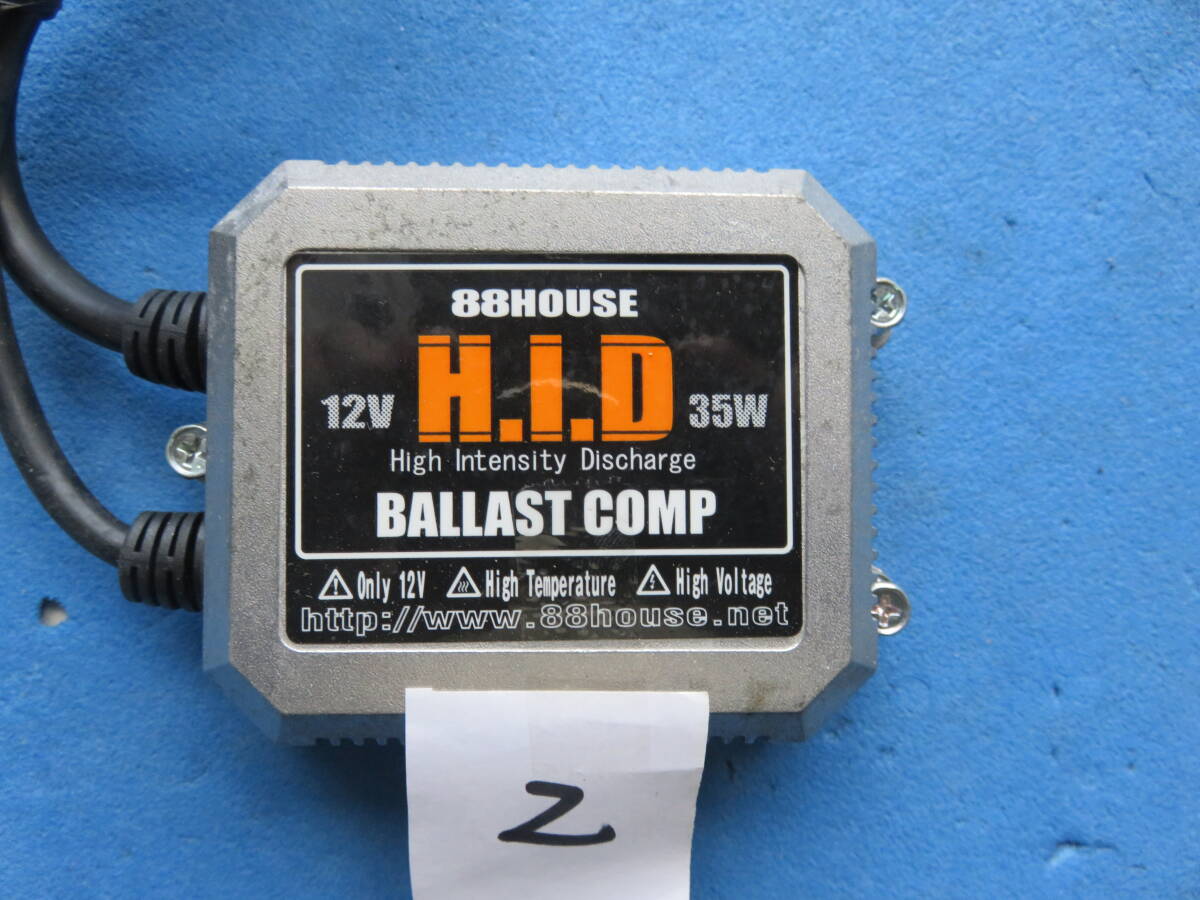 88HOUSE
12V H.I.D 35W
High Intensity Discharge
BALLAST COMP
Only 12V High Temperature High Voltage
http://www.88house.net
2